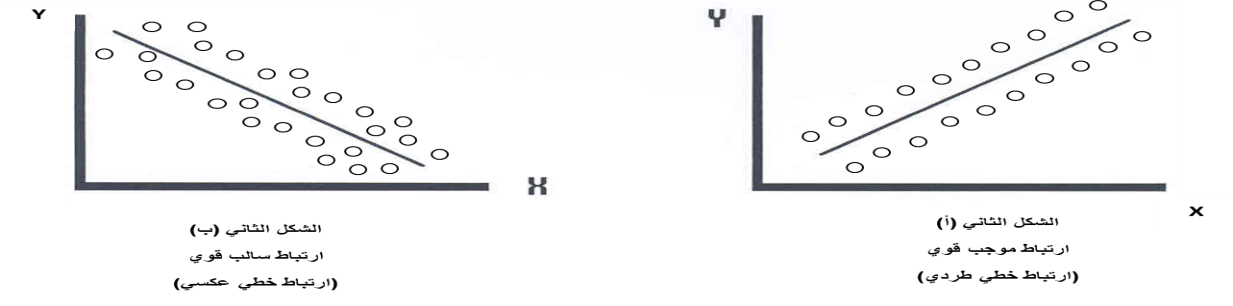 Y
X
الشكل الثاني (أ)
ارتباط موجب قوي
(ارتباط خطي طردي)
Y
X
الشكل الثاني (ب)
ارتباط سالب قوي
(ارتباط خطي عكسي)